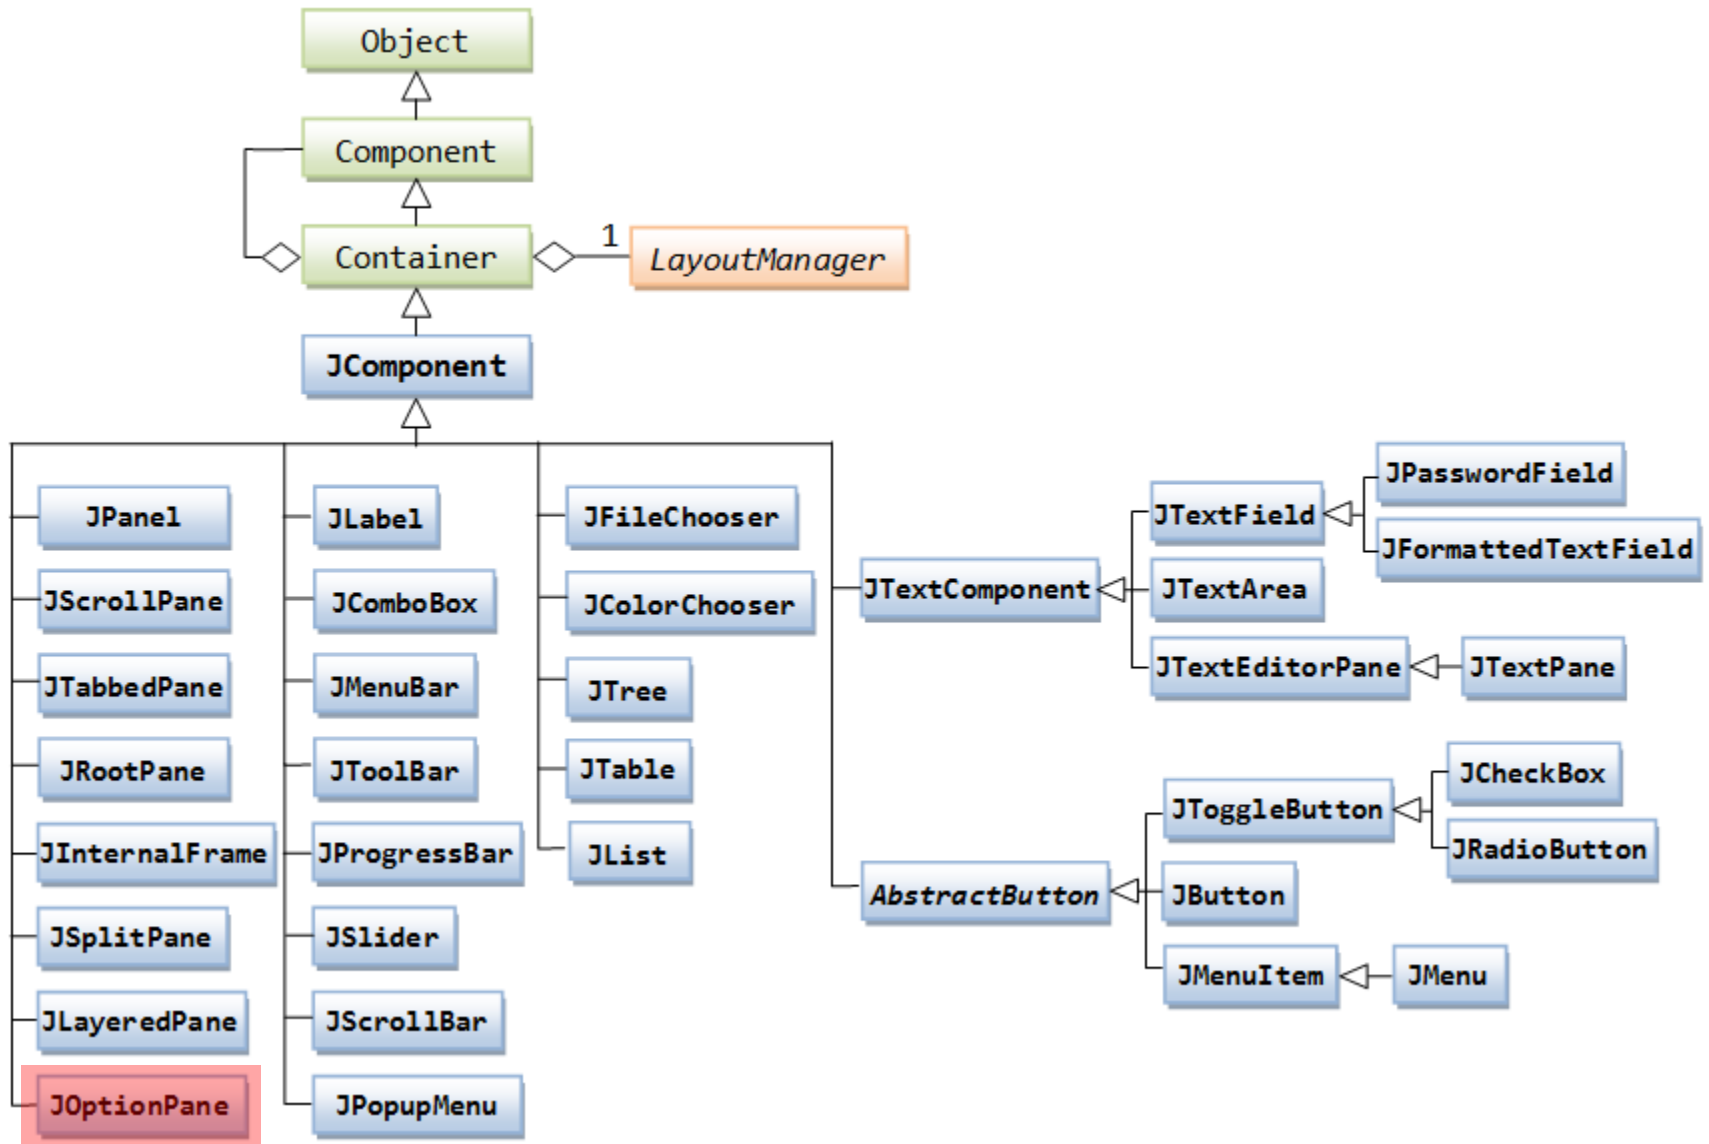 Object
Component
Container
1
LayoutManager
JComponent
JPanel
JScrollPane
JTabbedPane
JRootPane
JInternalFrame
JSplitPane
JLayeredPane
JOptionPane
JLabel
JComboBox
JMenuBar
JToolBar
JProgressBar
JSlider
JScrollBar
JPopupMenu
JFileChooser
JColorChooser
JTree
JTable
JList
JTextComponent
JTextField
JPasswordField
JFormattedTextField
JTextArea
JTextEditorPane
JTextPane
AbstractButton
JToggleButton
JCheckBox
JRadioButton
JButton
JMenuItem
JMenu